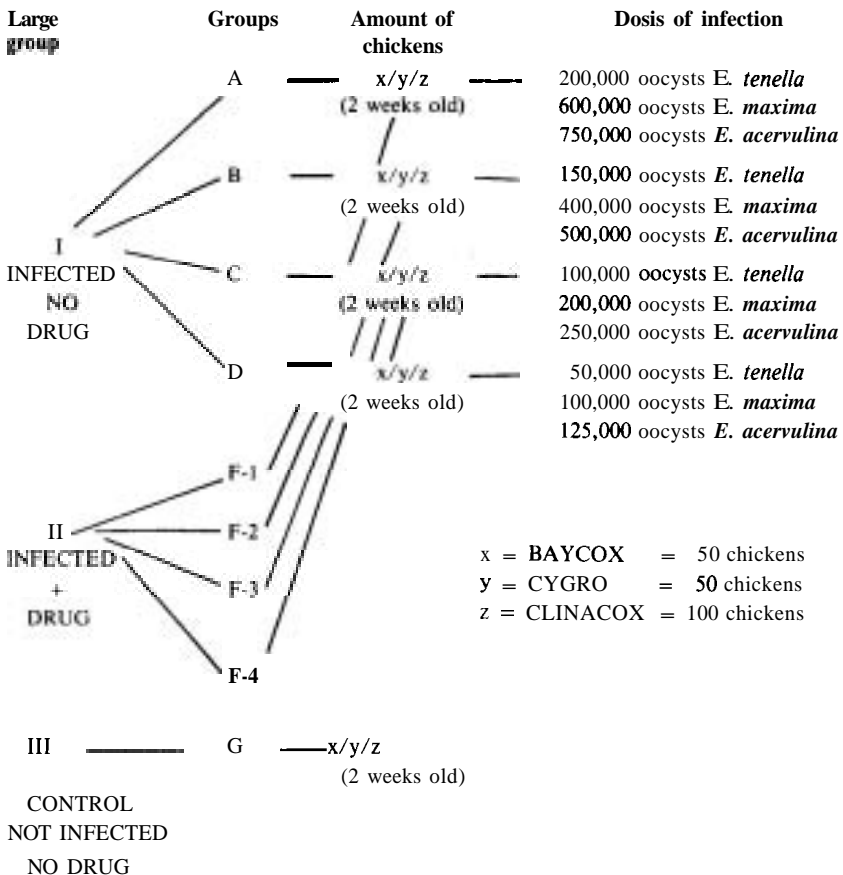 Large Groups Amount of Dosis of infection
group chickens
A x/y/z 200,000 oocysts E. tenella
(2 weeks old) 600,000 oocysts E. maxima
750,000 oocysts E. acervulina
B x/y/z 150,000 oocysts E. tenella
(2 weeks old) 400,000 oocysts E. maxima
I 500,000 oocysts E. acervulina
INFECTED C x/y/z 100,000 oocysts E. tenella
NO (2 weeks old) 200,000 oocysts E. maxima
DRUG 250,000 oocysts E. acervulina
D x/y/z 50,000 oocysts E. tenella
(2 weeks old) 100,000 oocysts E. maxima
125,000 oocysts E. acervulina
F-1
II F-2
INFECTED x = BAYCOX = 50 chickens
+ F-3 y = CYGRO = 50 chickens
DRUG z = CLINACOX = 100 chickens
F-4
III G x/y/z
(2 weeks old)
CONTROL
NOT INFECTED
NO DRUG